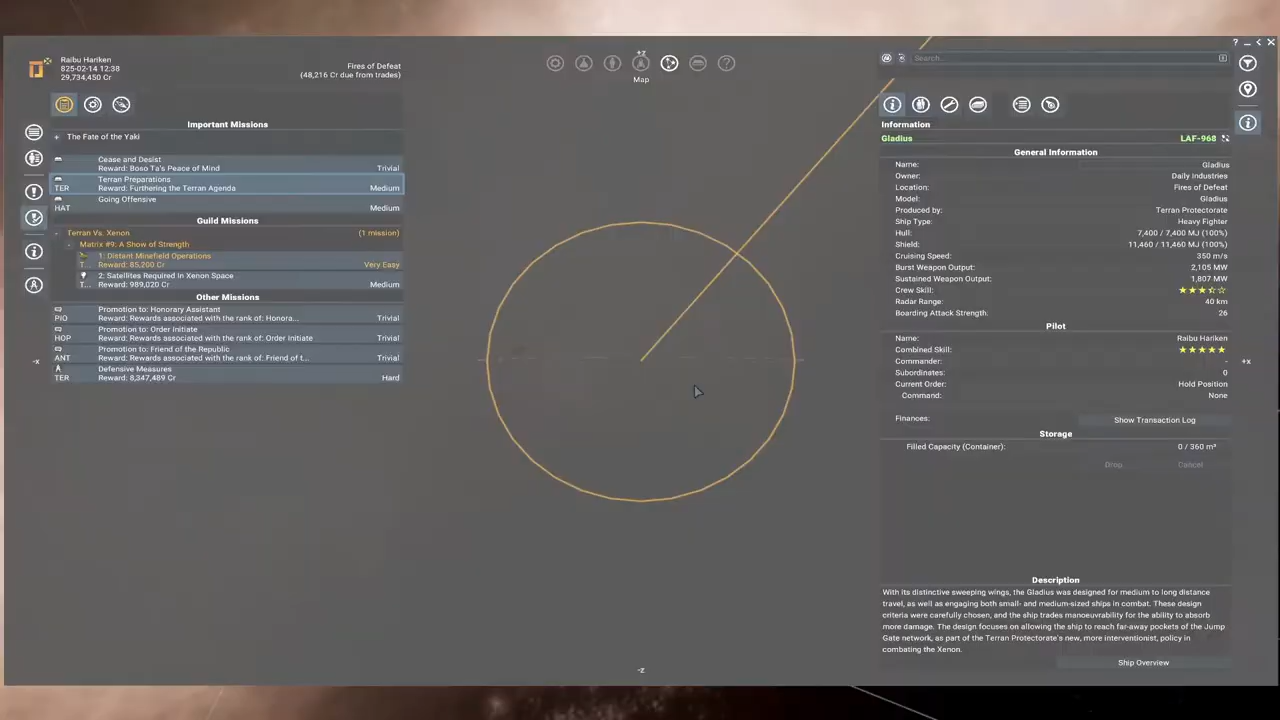 Raibu Hariken
825-02-14 12:38
29,734,450 Cr
Fires of Defeat
(48,216 Cr due from trades)
Important Missions
+ The Fate of the Yaki
Cease and Desist
Reward: Boso Ta's Peace of Mind Trivial
Terran Preparations
TER Reward: Furthering the Terran Agenda Medium
Going Offensive
HAT Medium
Guild Missions
- Terran Vs. Xenon (1 mission)
- Matrix #9: A Show of Strength
1: Distant Minefield Operations
T... Reward: 85,200 Cr Very Easy
2: Satellites Required In Xenon Space
T... Reward: 989,020 Cr Medium
Other Missions
Promotion to: Honorary Assistant
PIO Reward: Rewards associated with the rank of: Honora... Trivial
Promotion to: Order Initiate
HOP Reward: Rewards associated with the rank of: Order Initiate Trivial
Promotion to: Friend of the Republic
ANT Reward: Rewards associated with the rank of: Friend of t... Trivial
Defensive Measures
TER Reward: 8,347,489 Cr Hard
+z
Map
-x
+x
-z
? _ < X
Search...
Information
Gladius LAF-968
General Information
Name: Gladius
Owner: Daily Industries
Location: Fires of Defeat
Model: Gladius
Produced by: Terran Protectorate
Ship Type: Heavy Fighter
Hull: 7,400 / 7,400 MJ (100%)
Shield: 11,460 / 11,460 MJ (100%)
Cruising Speed: 350 m/s
Burst Weapon Output: 2,105 MW
Sustained Weapon Output: 1,807 MW
Crew Skill: ★★★☆☆
Radar Range: 40 km
Boarding Attack Strength: 26
Pilot
Name: Raibu Hariken
Combined Skill: ★★★★★
Commander: -
Subordinates: 0
Current Order: Hold Position
Command: None
Finances: Show Transaction Log
Storage
Filled Capacity (Container): 0 / 360 m³
Drop Cancel
Description
With its distinctive sweeping wings, the Gladius was designed for medium to long distance
travel, as well as engaging both small- and medium-sized ships in combat. These design
criteria were carefully chosen, and the ship trades manoeuvrability for the ability to absorb
more damage. The design focuses on allowing the ship to reach far-away pockets of the Jump
Gate network, as part of the Terran Protectorate's new, more interventionist, policy in
combating the Xenon.
Ship Overview